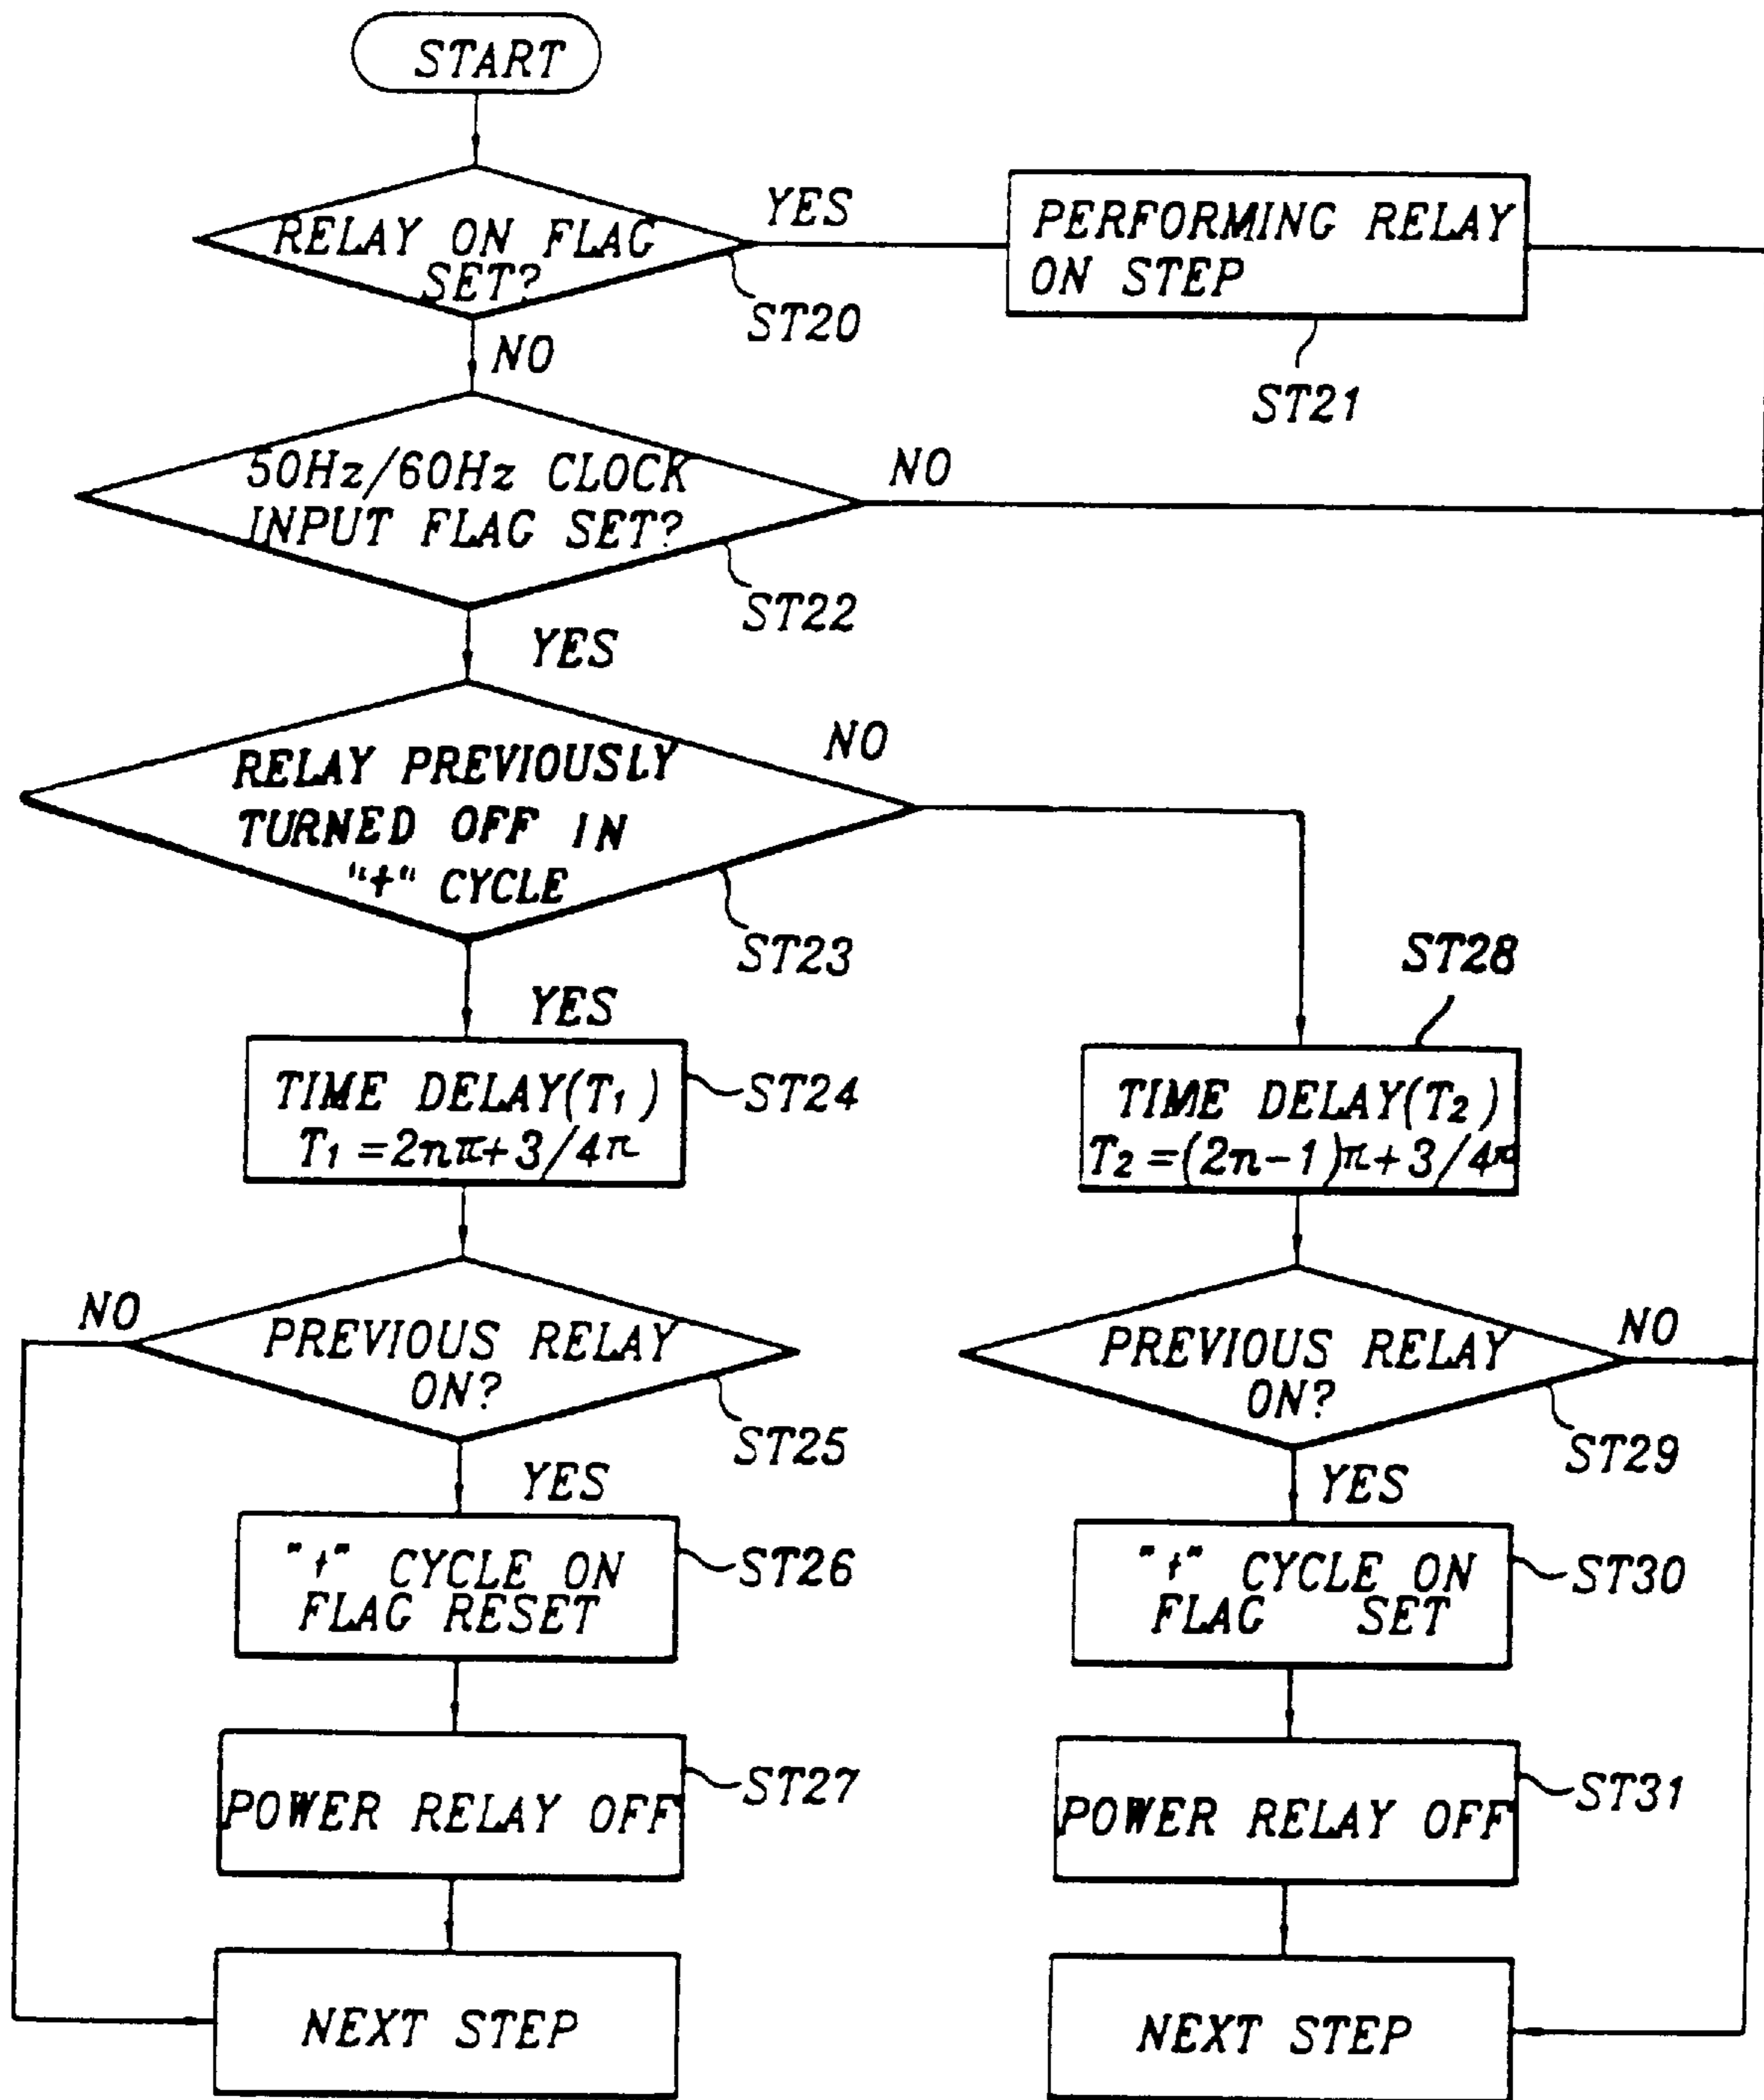 START
RELAY ON FLAG
SET?
YES
PERFORMING RELAY
ON STEP
ST20
ST21
NO
50Hz/60Hz CLOCK
INPUT FLAG SET?
NO
ST22
YES
RELAY PREVIOUSLY
TURNED OFF IN
"+" CYCLE
NO
ST23
YES
TIME DELAY(T1)
T1=2nπ+3/4π
ST24
ST28
TIME DELAY(T2)
T2=(2n-1)π+3/4π
PREVIOUS RELAY
ON?
NO
ST25
YES
PREVIOUS RELAY
ON?
NO
ST29
YES
"+" CYCLE ON
FLAG RESET
ST26
"+" CYCLE ON
FLAG SET
ST30
POWER RELAY OFF
ST27
POWER RELAY OFF
ST31
NEXT STEP
NEXT STEP